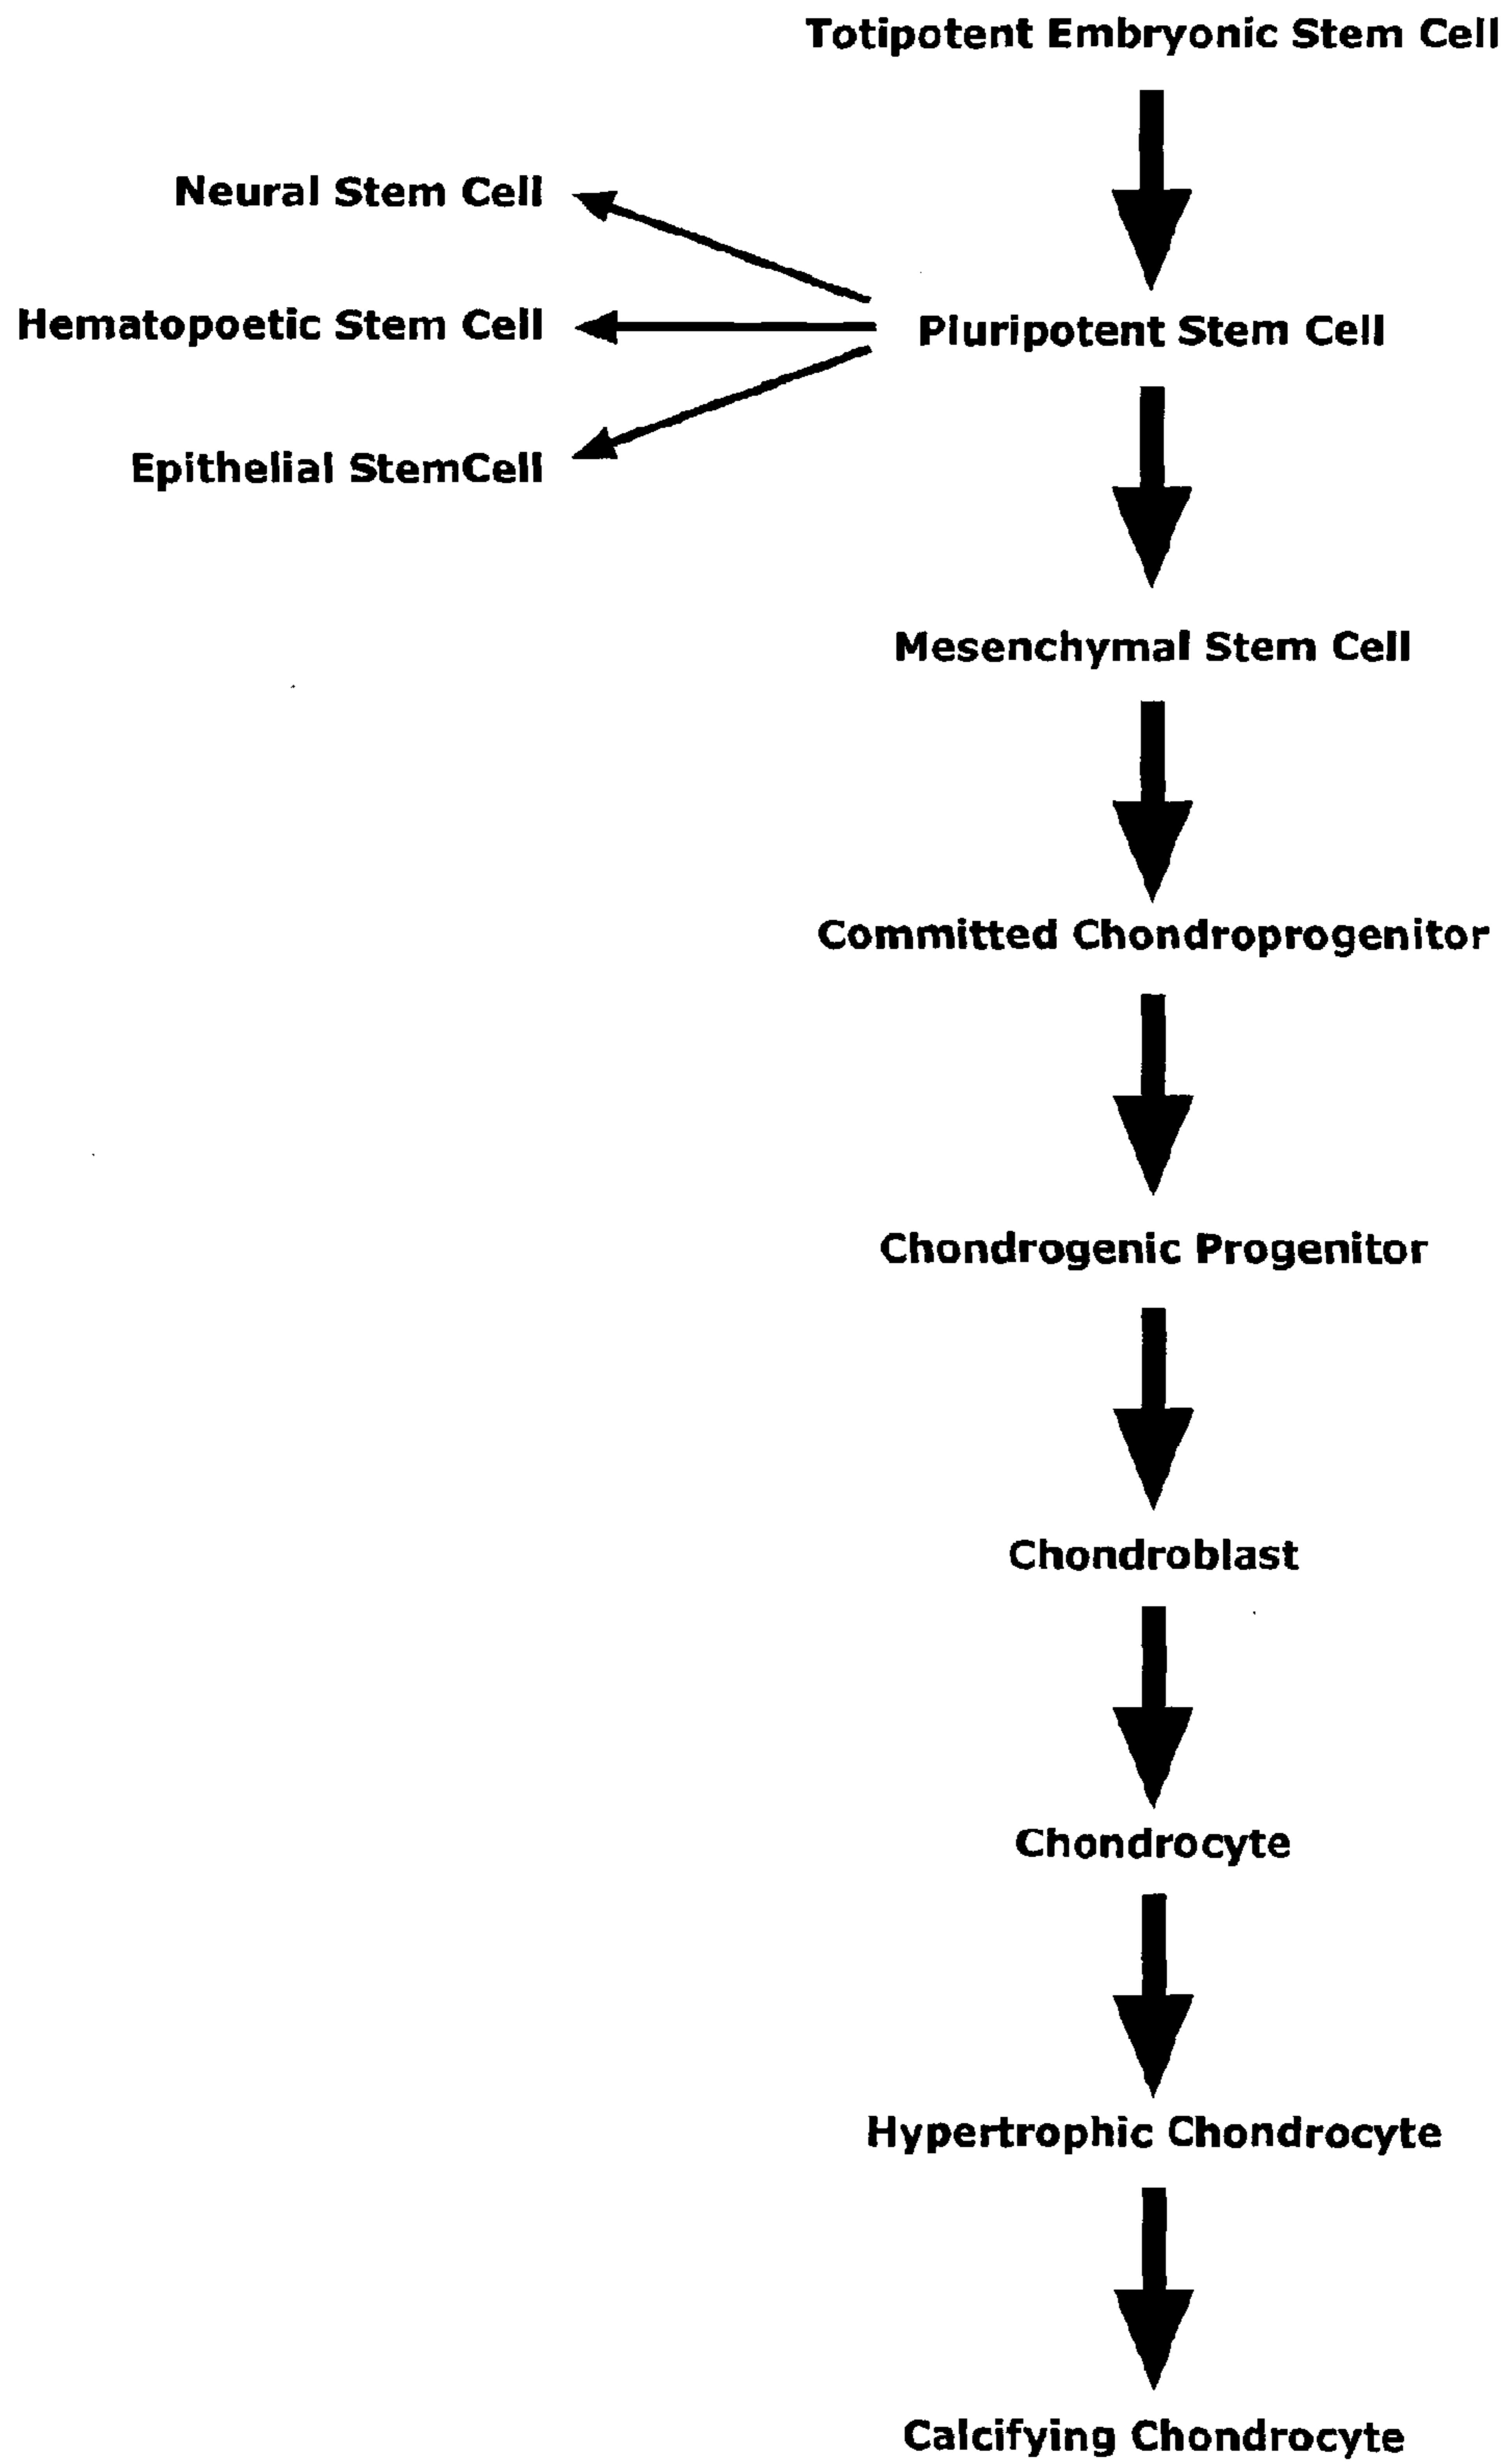 Totipotent Embryonic Stem Cell
Neural Stem Cell
Hematopoetic Stem Cell
Pluripotent Stem Cell
Epithelial StemCell
Mesenchymal Stem Cell
Committed Chondroprogenitor
Chondrogenic Progenitor
Chondroblast
Chondrocyte
Hypertrophic Chondrocyte
Calcifying Chondrocyte